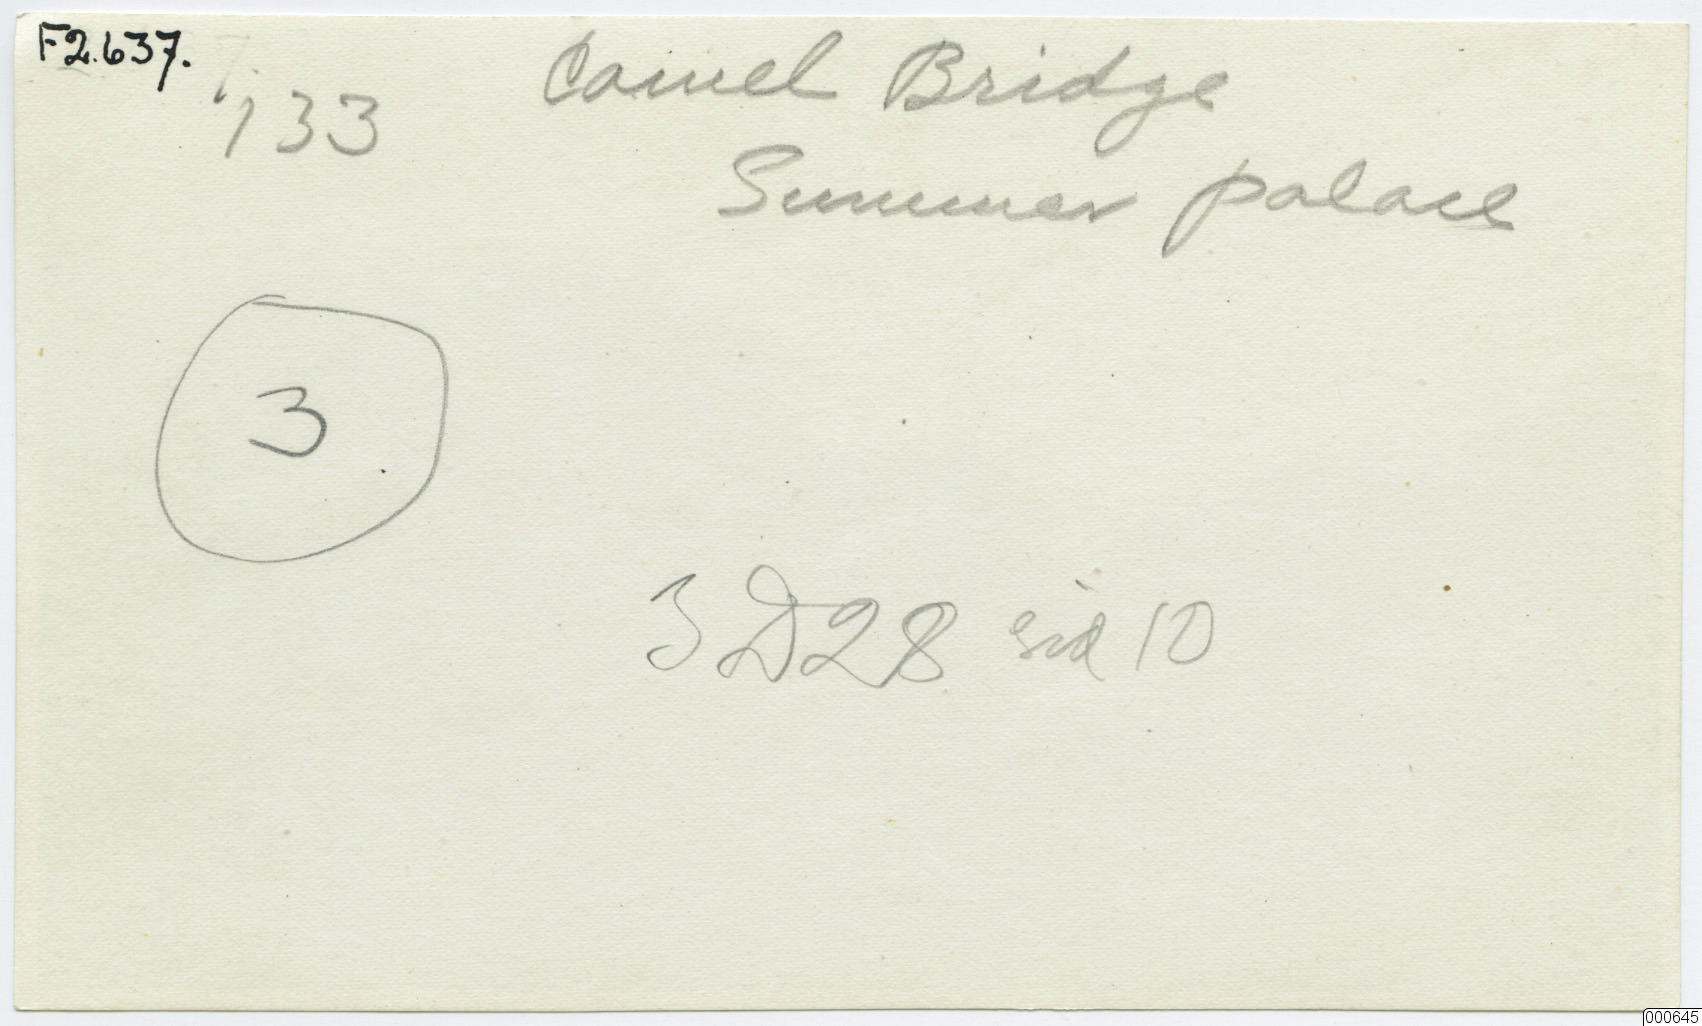 F2.637.
133
Camel Bridge
Summer palace
3
3D28 sid 10
000645